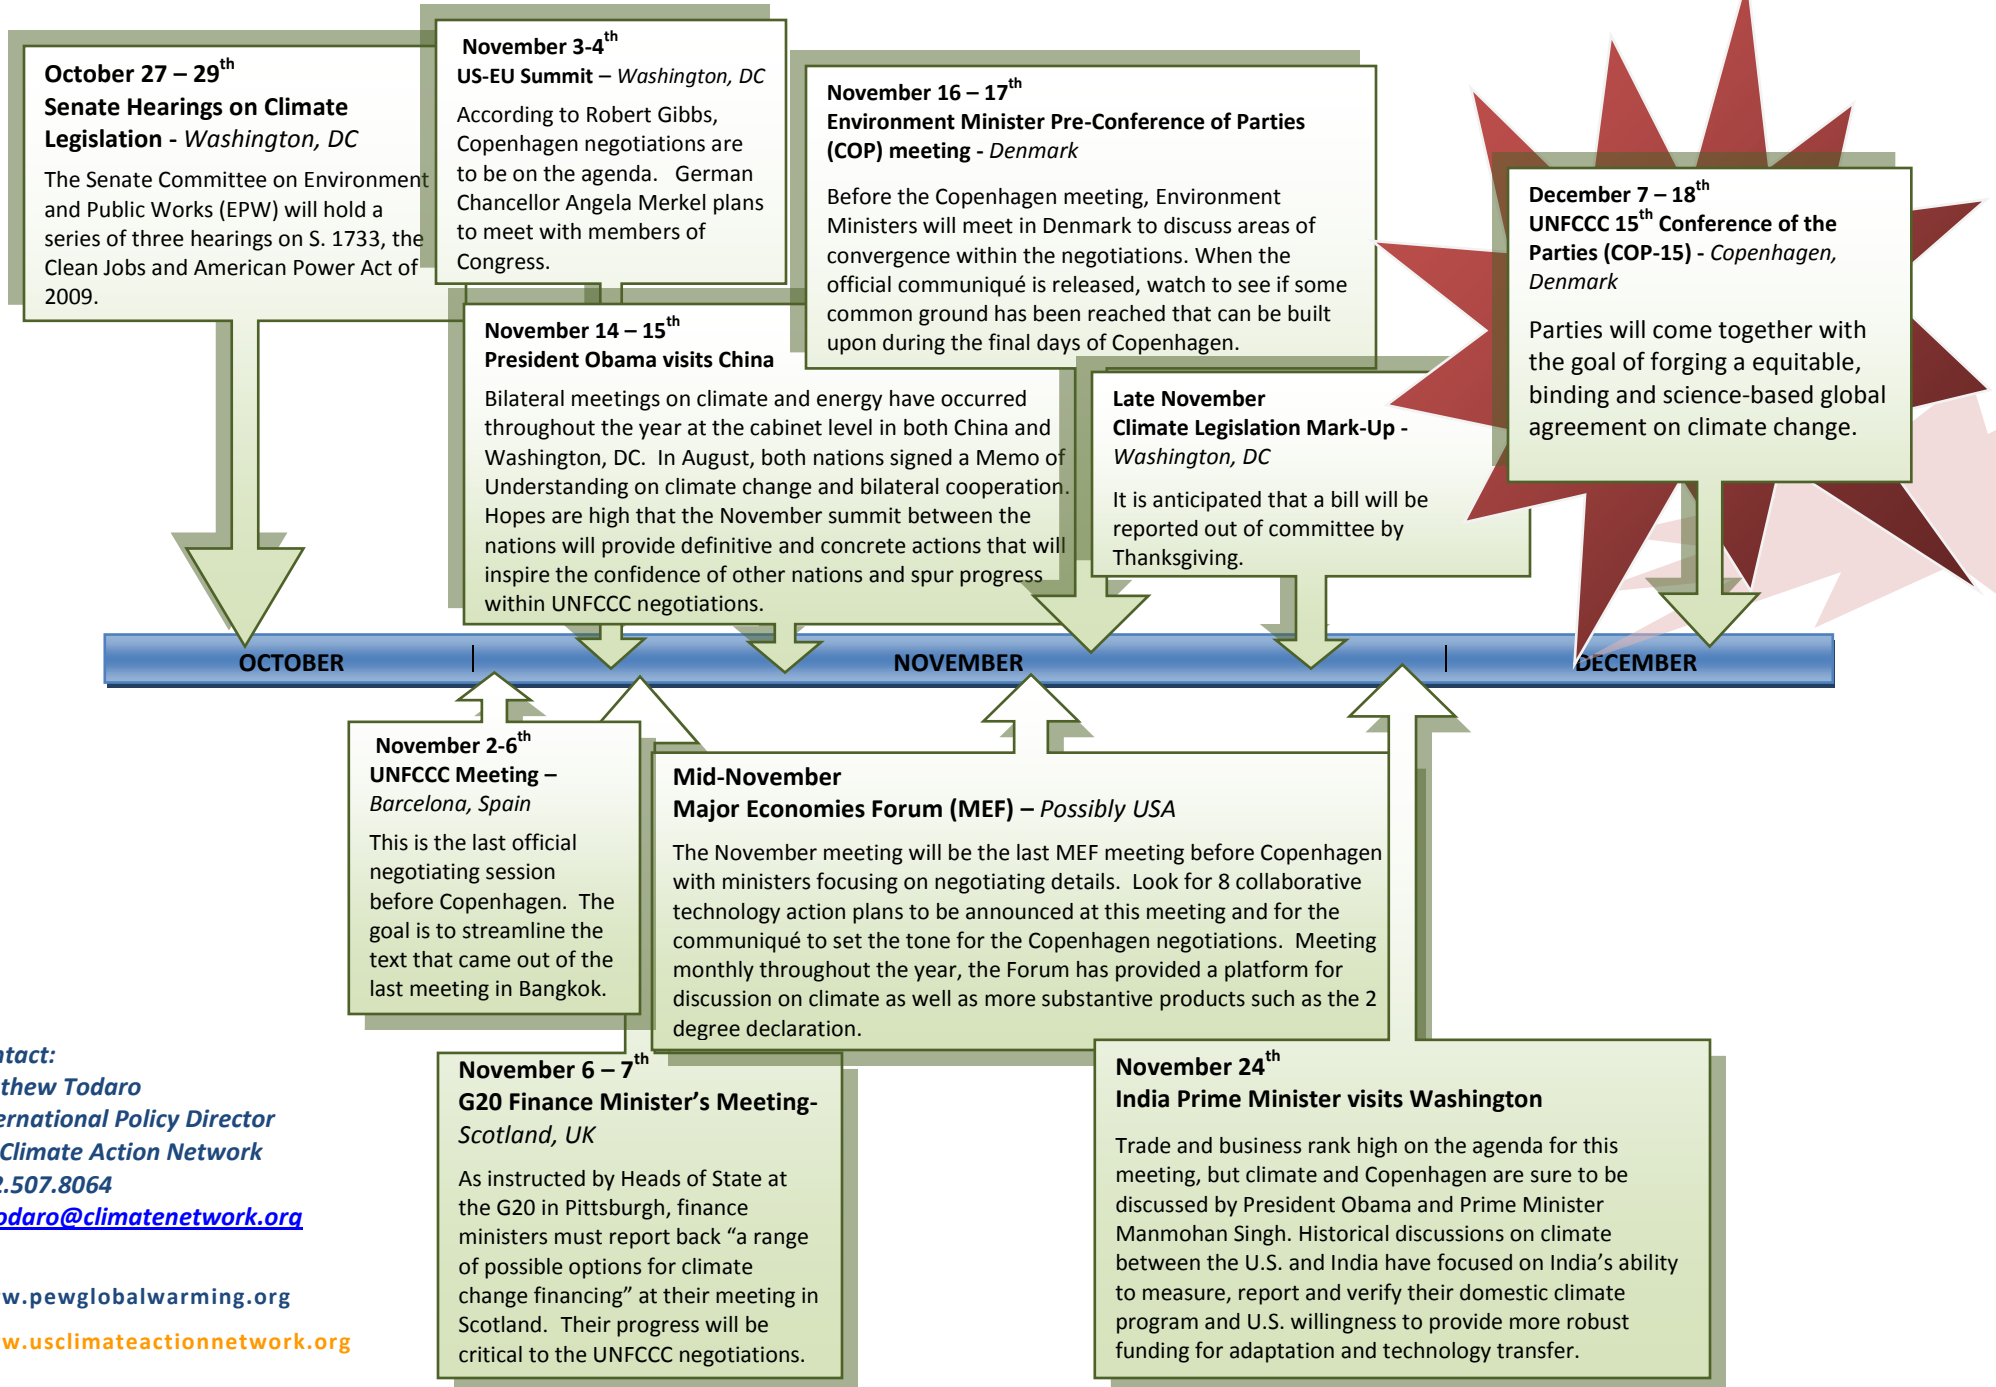 October 27 – 29th
Senate Hearings on Climate
Legislation - Washington, DC
The Senate Committee on Environment
and Public Works (EPW) will hold a
series of three hearings on S. 1733, the
Clean Jobs and American Power Act of
2009.
November 3-4th
US-EU Summit – Washington, DC
According to Robert Gibbs,
Copenhagen negotiations are
to be on the agenda. German
Chancellor Angela Merkel plans
to meet with members of
Congress.
November 14 – 15th
President Obama visits China
Bilateral meetings on climate and energy have occurred
throughout the year at the cabinet level in both China and
Washington, DC. In August, both nations signed a Memo of
Understanding on climate change and bilateral cooperation.
Hopes are high that the November summit between the
nations will provide definitive and concrete actions that will
inspire the confidence of other nations and spur progress
within UNFCCC negotiations.
November 16 – 17th
Environment Minister Pre-Conference of Parties
(COP) meeting - Denmark
Before the Copenhagen meeting, Environment
Ministers will meet in Denmark to discuss areas of
convergence within the negotiations. When the
official communiqué is released, watch to see if some
common ground has been reached that can be built
upon during the final days of Copenhagen.
Late November
Climate Legislation Mark-Up -
Washington, DC
It is anticipated that a bill will be
reported out of committee by
Thanksgiving.
December 7 – 18th
UNFCCC 15th Conference of the
Parties (COP-15) - Copenhagen,
Denmark
Parties will come together with
the goal of forging a equitable,
binding and science-based global
agreement on climate change.
OCTOBER
NOVEMBER
DECEMBER
November 2-6th
UNFCCC Meeting –
Barcelona, Spain
This is the last official
negotiating session
before Copenhagen. The
goal is to streamline the
text that came out of the
last meeting in Bangkok.
Mid-November
Major Economies Forum (MEF) – Possibly USA
The November meeting will be the last MEF meeting before Copenhagen
with ministers focusing on negotiating details. Look for 8 collaborative
technology action plans to be announced at this meeting and for the
communiqué to set the tone for the Copenhagen negotiations. Meeting
monthly throughout the year, the Forum has provided a platform for
discussion on climate as well as more substantive products such as the 2
degree declaration.
November 6 – 7th
G20 Finance Minister’s Meeting-
Scotland, UK
As instructed by Heads of State at
the G20 in Pittsburgh, finance
ministers must report back “a range
of possible options for climate
change financing” at their meeting in
Scotland. Their progress will be
critical to the UNFCCC negotiations.
November 24th
India Prime Minister visits Washington
Trade and business rank high on the agenda for this
meeting, but climate and Copenhagen are sure to be
discussed by President Obama and Prime Minister
Manmohan Singh. Historical discussions on climate
between the U.S. and India have focused on India’s ability
to measure, report and verify their domestic climate
program and U.S. willingness to provide more robust
funding for adaptation and technology transfer.
ntact:
thew Todaro
ernational Policy Director
Climate Action Network
2.507.8064
odaro@climatenetwork.org
w.pewglobalwarming.org
w.usclimateactionnetwork.org